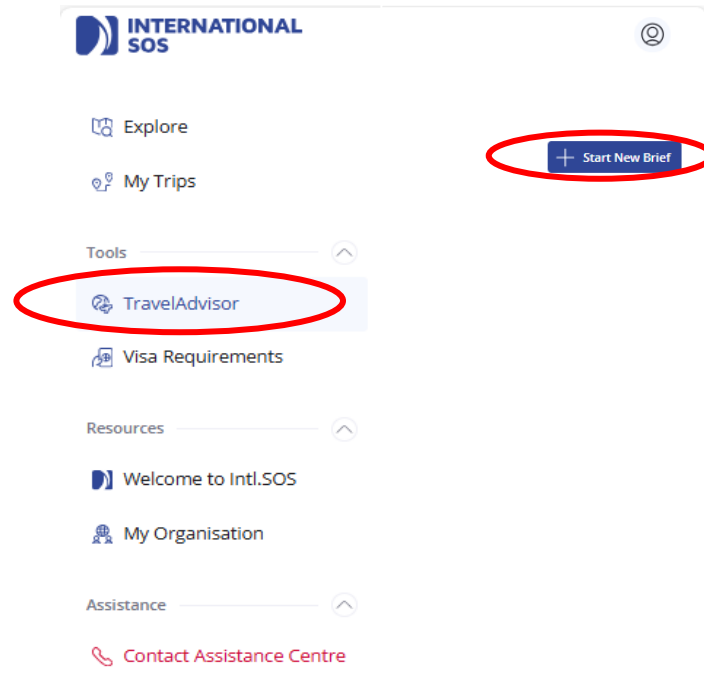 INTERNATIONAL
SOS
Explore
Start New Brief
My Trips
Tools
TravelAdvisor
Visa Requirements
Resources
Welcome to Intl.SOS
My Organisation
Assistance
Contact Assistance Centre